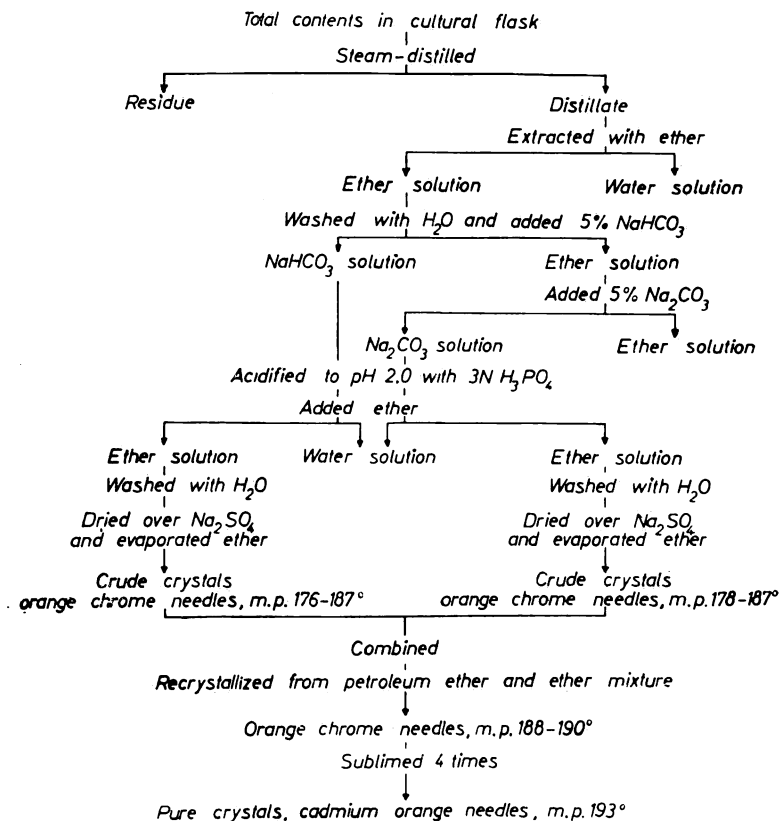 Total contents in cultural flask
Steam-distilled
Residue
Distillate
Extracted with ether
Ether solution
Water solution
Washed with H₂O and added 5% NaHCO₃
NaHCO₃ solution
Ether solution
Added 5% Na₂CO₃
Na₂CO₃ solution
Ether solution
Acidified to pH 2.0 with 3N H₃PO₄
Added ether
Ether solution
Water solution
Ether solution
Washed with H₂O
Washed with H₂O
Dried over Na₂SO₄
and evaporated ether
Dried over Na₂SO₄
and evaporated ether
Crude crystals
orange chrome needles, m.p. 176-187°
Crude crystals
orange chrome needles, m.p. 178-187°
Combined
Recrystallized from petroleum ether and ether mixture
Orange chrome needles, m.p. 188-190°
Sublimed 4 times
Pure crystals, cadmium orange needles, m.p. 193°